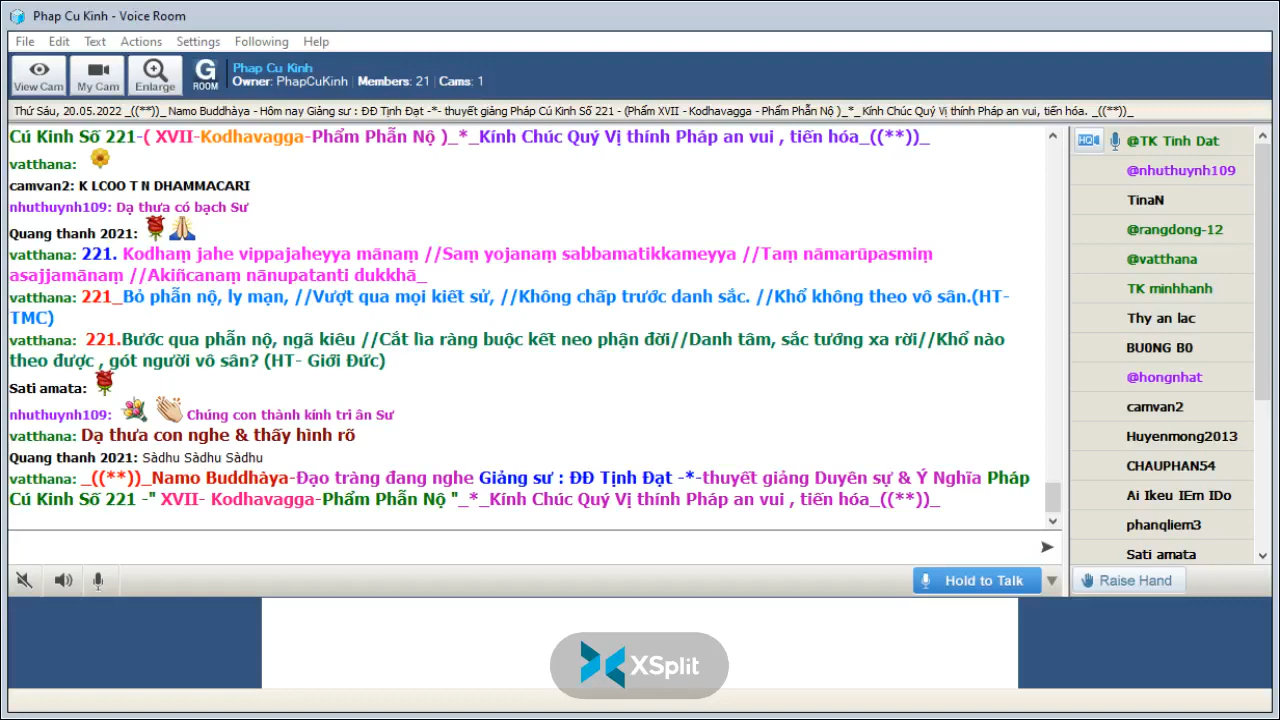 Phap Cu Kinh - Voice Room
File Edit Text Actions Settings Following Help
View Cam My Cam Enlarge G ROOM
Phap Cu Kinh
Owner: PhapCuKinh | Members: 21 | Cams: 1
Thứ Sáu, 20.05.2022 _((**))_ Namo Buddhàya - Hôm nay Giảng sư : ĐĐ Tịnh Đạt -*- thuyết giảng Pháp Cú Kinh Số 221 - (Phẩm XVII - Kodhavagga - Phẩm Phẫn Nộ )_*_ Kính Chúc Quý Vị thính Pháp an vui, tiến hóa. _((**))_
Cú Kinh Số 221-( XVII-Kodhavagga-Phẩm Phẫn Nộ )_*_Kính Chúc Quý Vị thính Pháp an vui , tiến hóa_((**))_
vatthana:
camvan2: K LCOO T N DHAMMACARI
nhuthuynh109: Dạ thưa có bạch Sư
Quang thanh 2021:
vatthana: 221. Kodhaṃ jahe vippajaheyya mānaṃ //Saṃ yojanaṃ sabbamatikkameyya //Taṃ nāmarūpasmiṃ
asajjamānaṃ //Akiñcanaṃ nānupatanti dukkhā_
vatthana: 221_Bỏ phẫn nộ, ly mạn, //Vượt qua mọi kiết sử, //Không chấp trước danh sắc. //Khổ không theo vô sân.(HT-
TMC)
vatthana: 221.Bước qua phẫn nộ, ngã kiêu //Cắt lìa ràng buộc kết neo phận đời//Danh tâm, sắc tướng xa rời//Khổ nào
theo được , gót người vô sân? (HT- Giới Đức)
Sati amata:
nhuthuynh109: Chúng con thành kính tri ân Sư
vatthana: Dạ thưa con nghe & thấy hình rõ
Quang thanh 2021: Sàdhu Sàdhu Sàdhu
vatthana: _((**))_Namo Buddhàya-Đạo tràng đang nghe Giảng sư : ĐĐ Tịnh Đạt -*-thuyết giảng Duyên sự & Ý Nghĩa Pháp
Cú Kinh Số 221 -" XVII- Kodhavagga-Phẩm Phẫn Nộ "_*_Kính Chúc Quý Vị thính Pháp an vui , tiến hóa_((**))_
HD
@TK Tinh Dat
@nhuthuynh109
TinaN
@rangdong-12
@vatthana
TK minhhanh
Thy an lac
BU0NG B0
@hongnhat
camvan2
Huyenmong2013
CHAUPHAN54
Ai Ikeu IEm IDo
phanqliem3
Sati amata
Hold to Talk
Raise Hand
XSplit